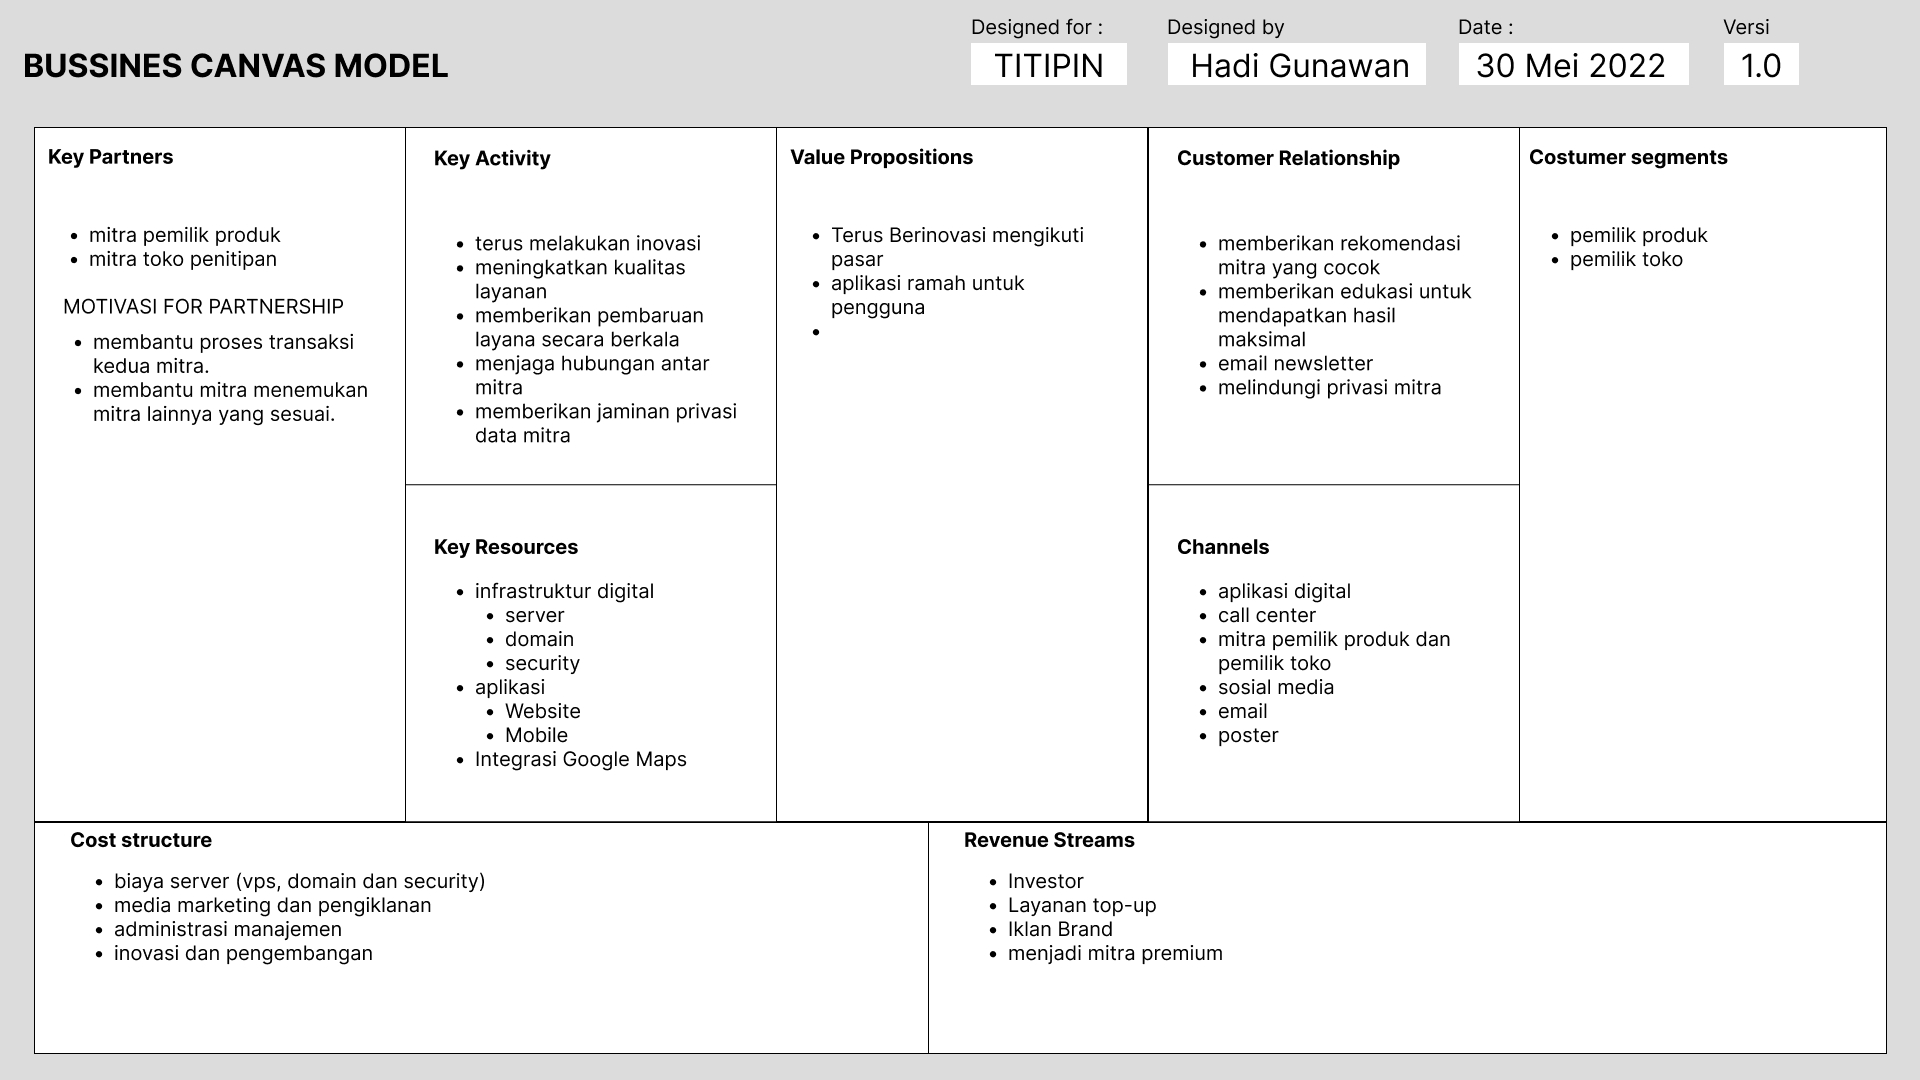 BUSSINES CANVAS MODEL
Designed for :
TITIPIN
Designed by
Hadi Gunawan
Date :
30 Mei 2022
Versi
1.0
Key Partners
• mitra pemilik produk
• mitra toko penitipan
MOTIVASI FOR PARTNERSHIP
• membantu proses transaksi
kedua mitra.
• membantu mitra menemukan
mitra lainnya yang sesuai.
Key Activity
• terus melakukan inovasi
• meningkatkan kualitas
layanan
• memberikan pembaruan
layana secara berkala
• menjaga hubungan antar
mitra
• memberikan jaminan privasi
data mitra
Key Resources
• infrastruktur digital
• server
• domain
• security
• aplikasi
• Website
• Mobile
• Integrasi Google Maps
Value Propositions
• Terus Berinovasi mengikuti
pasar
• aplikasi ramah untuk
pengguna
•
Customer Relationship
• memberikan rekomendasi
mitra yang cocok
• memberikan edukasi untuk
mendapatkan hasil
maksimal
• email newsletter
• melindungi privasi mitra
Channels
• aplikasi digital
• call center
• mitra pemilik produk dan
pemilik toko
• sosial media
• email
• poster
Costumer segments
• pemilik produk
• pemilik toko
Cost structure
• biaya server (vps, domain dan security)
• media marketing dan pengiklanan
• administrasi manajemen
• inovasi dan pengembangan
Revenue Streams
• Investor
• Layanan top-up
• Iklan Brand
• menjadi mitra premium